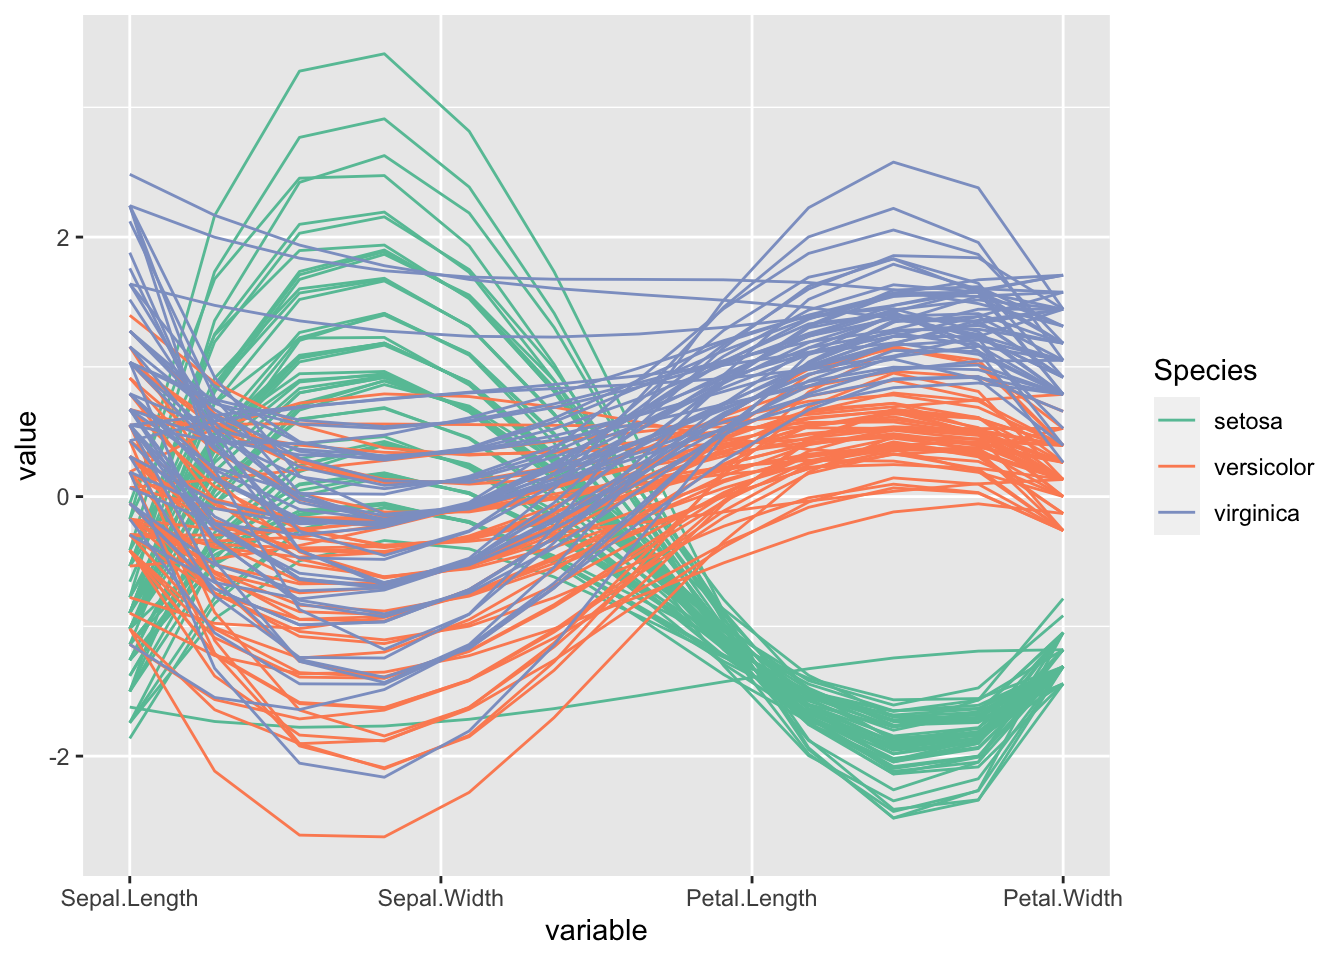 value
2
0
-2
Sepal.Length Sepal.Width Petal.Length Petal.Width
variable
Species
setosa
versicolor
virginica